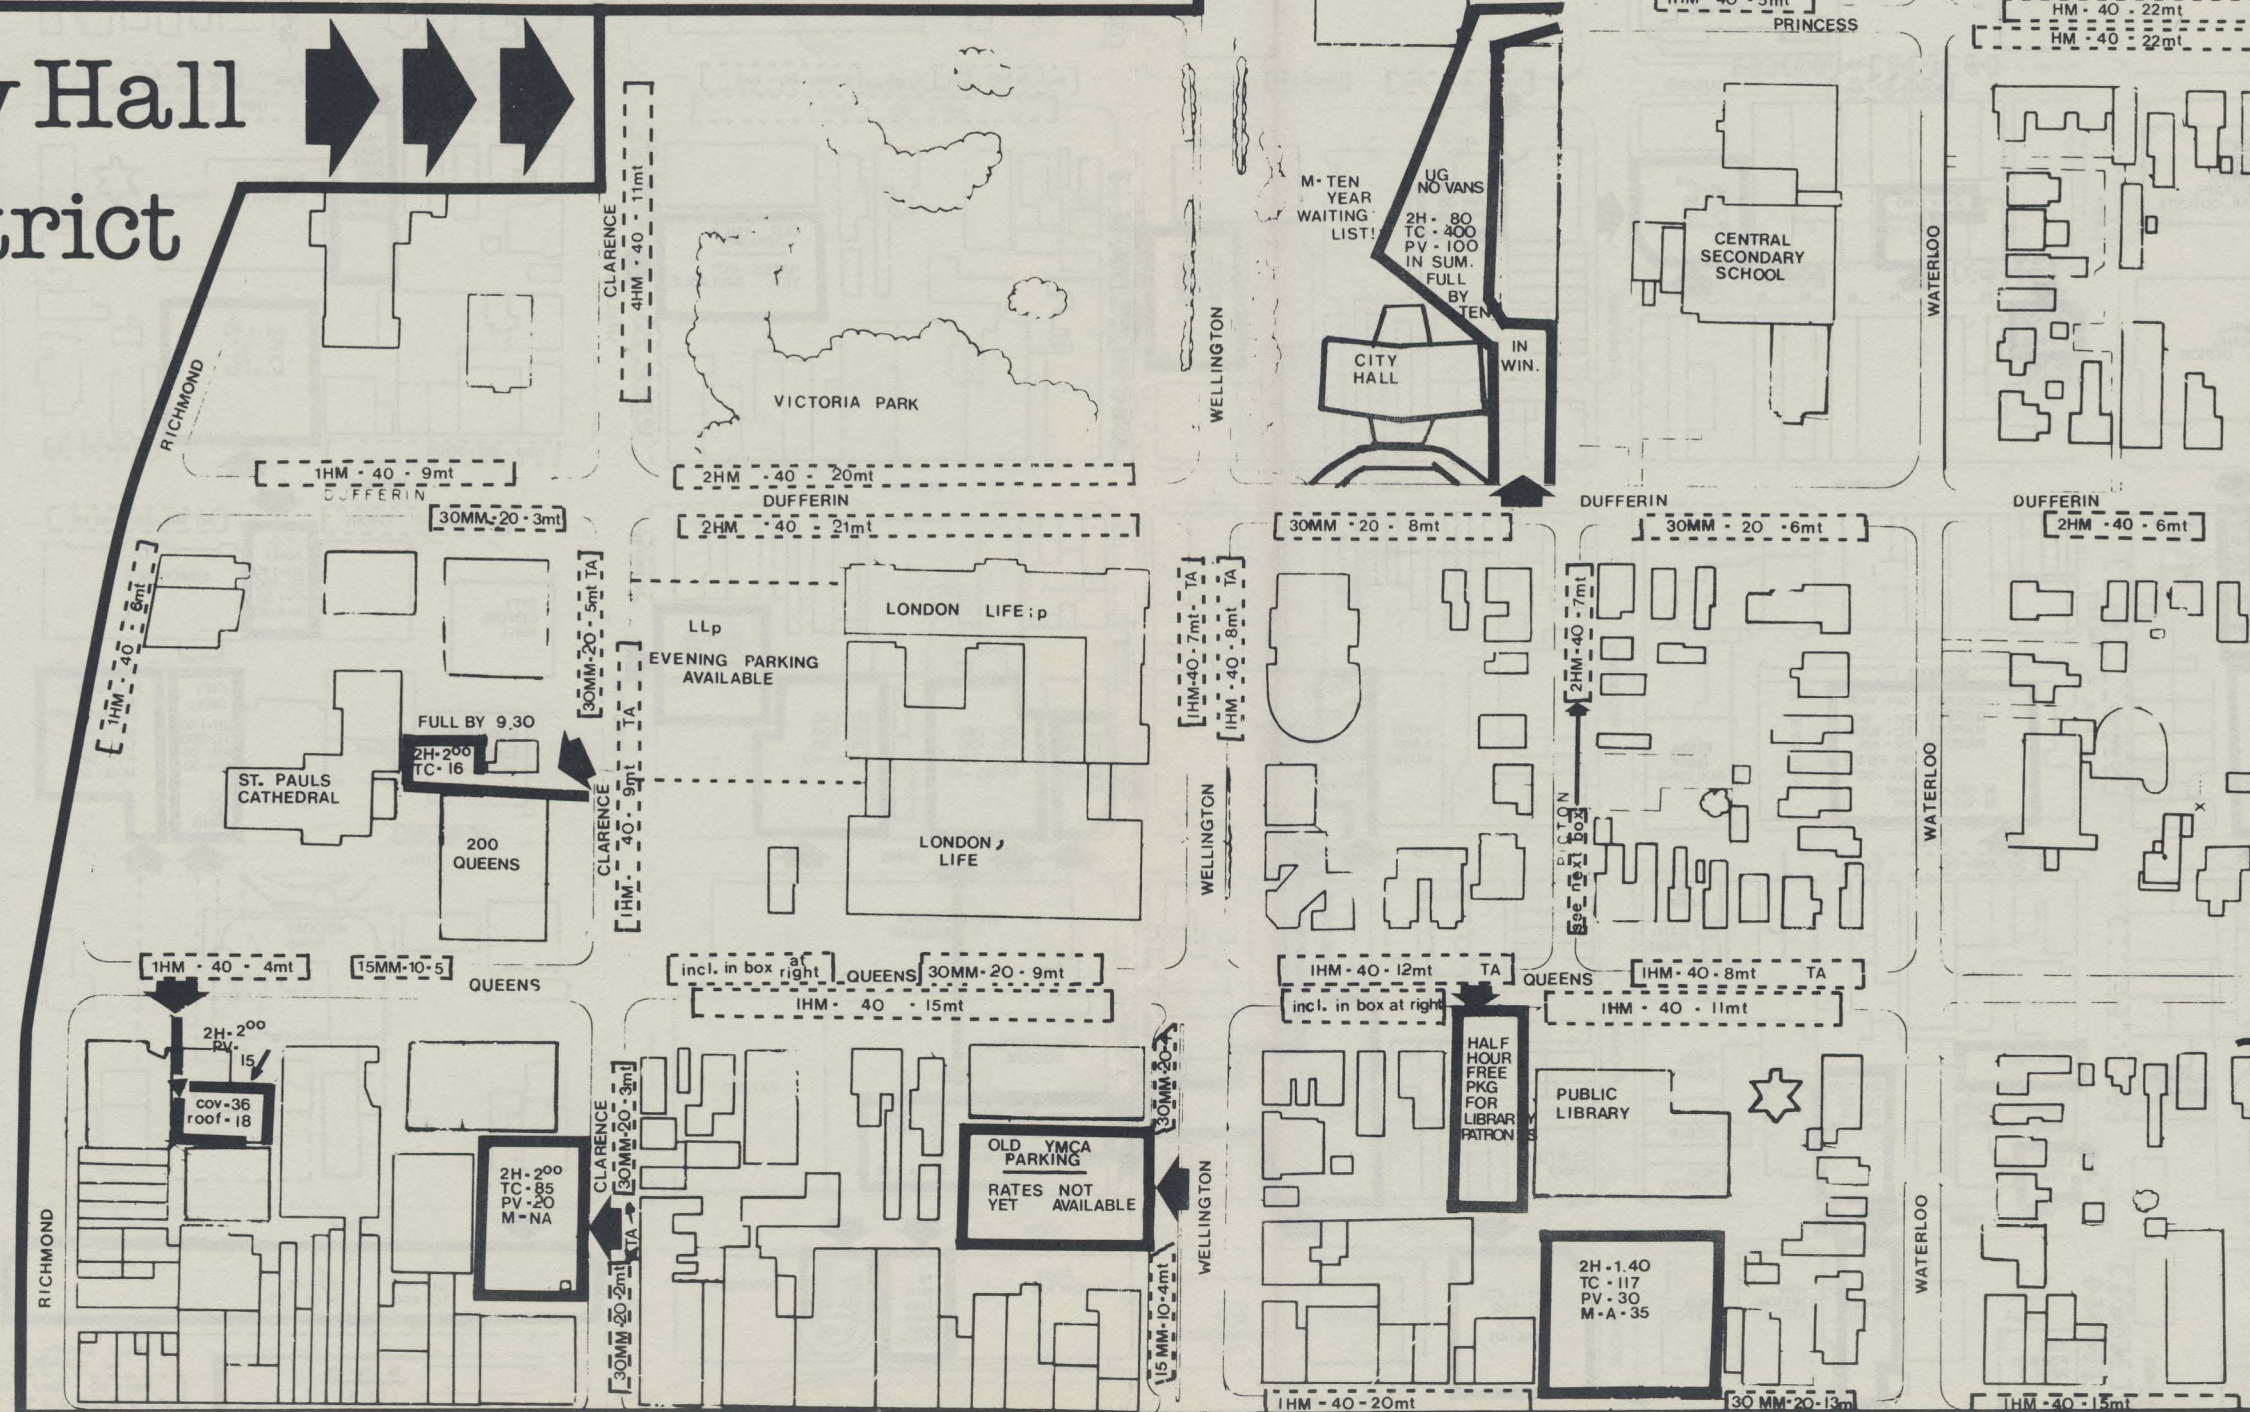 y Hall
trict
PRINCESS
HM - 40 - 22mt
HM - 40 - 22mt
CLARENCE
4HM - 40 - 11mt
RICHMOND
VICTORIA PARK
WELLINGTON
M- TEN
YEAR
WAITING
LIST!
UG
NO VANS
2H - 80
TC - 400
PV - 100
IN SUM.
FULL
BY
TEN
IN
WIN.
CITY
HALL
CENTRAL
SECONDARY
SCHOOL
WATERLOO
1HM - 40 - 9mt
DUFFERIN
30MM-20-3mt
2HM - 40 - 20mt
DUFFERIN
2HM - 40 - 21mt
30MM - 20 - 8mt
DUFFERIN
30MM - 20 - 6mt
DUFFERIN
2HM - 40 - 6mt
1HM - 40 - 6mt
30MM-20-5mt TA
LLp
EVENING PARKING
AVAILABLE
LONDON LIFE;p
1HM-40-7mt- TA
1HM - 40 - 8mt TA
2HM-40-7mt
FULL BY 9.30
2H-2⁰⁰
TC-16
ST. PAULS
CATHEDRAL
200
QUEENS
CLARENCE
1HM- 40-9mt TA
LONDON,
LIFE
WELLINGTON
PICTON
see next box
WATERLOO
1HM - 40 - 4mt
15MM-10-5
QUEENS
incl. in box at right
QUEENS
30MM-20-9mt
1HM - 40 - 15mt
1HM-40-12mt TA
QUEENS
1HM-40-8mt TA
incl. in box at right
1HM - 40 - 11mt
2H-2⁰⁰
PV-
15
cov-36
roof-18
RICHMOND
2H-2⁰⁰
TC-85
PV-20
M-NA
CLARENCE
30MM-20-3mt
TA
30MM-20-2mt
OLD YMCA
PARKING
RATES NOT
YET AVAILABLE
30MM-20-4
15MM-10-4mt
WELLINGTON
HALF
HOUR
FREE
PKG
FOR
LIBRARY
PATRONS
PUBLIC
LIBRARY
2H-1.40
TC-117
PV-30
M-A-35
WATERLOO
1HM-40-20mt
30 MM-20-13m
1HM-40-15mt